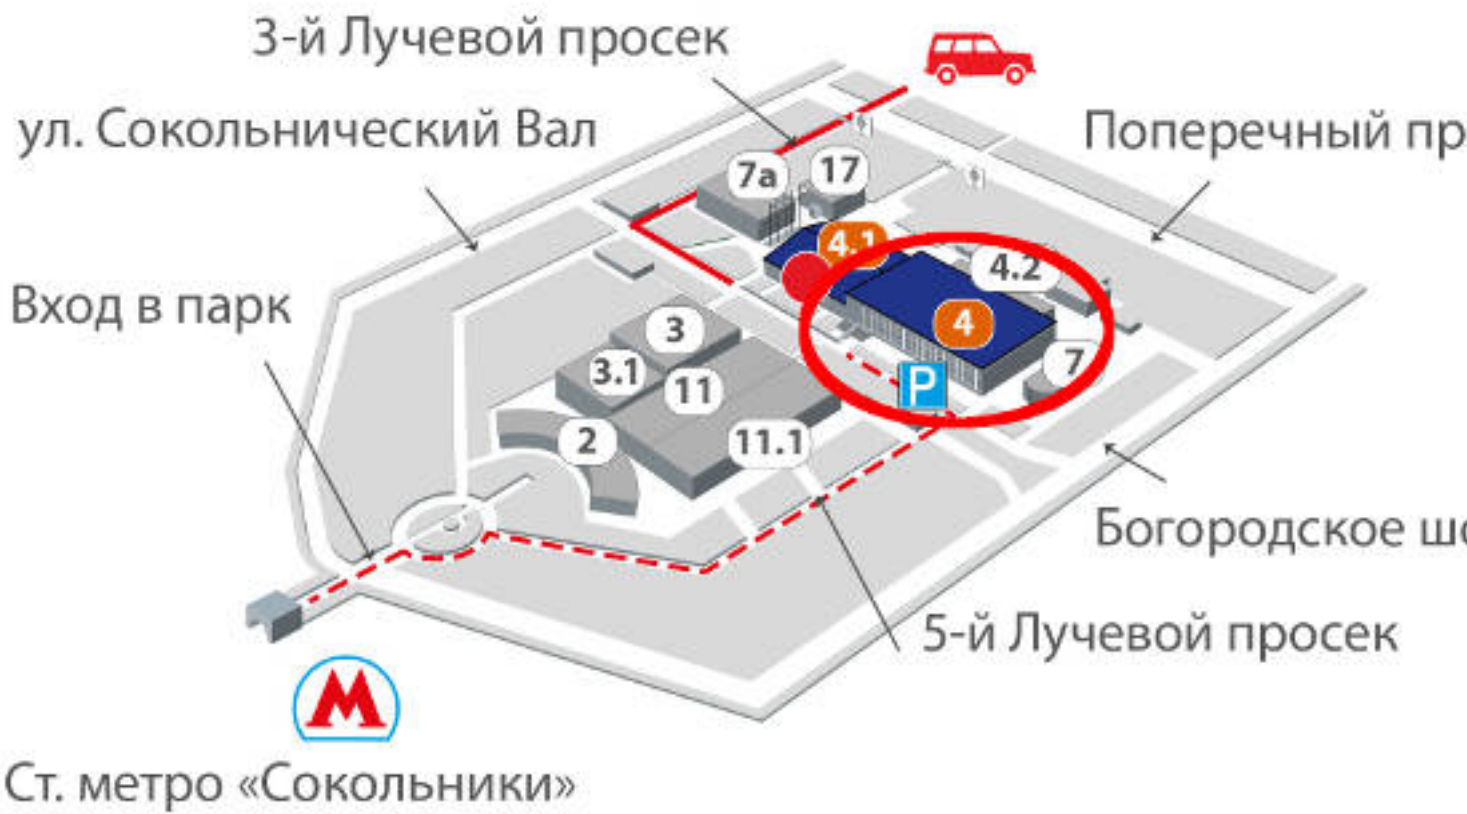 3-й Лучевой просек
ул. Сокольнический Вал
Поперечный пр
7а
17
4.1
4.2
Вход в парк
4
3
7
3.1
11
P
2
11.1
Богородское шо
5-й Лучевой просек
М
Ст. метро «Сокольники»